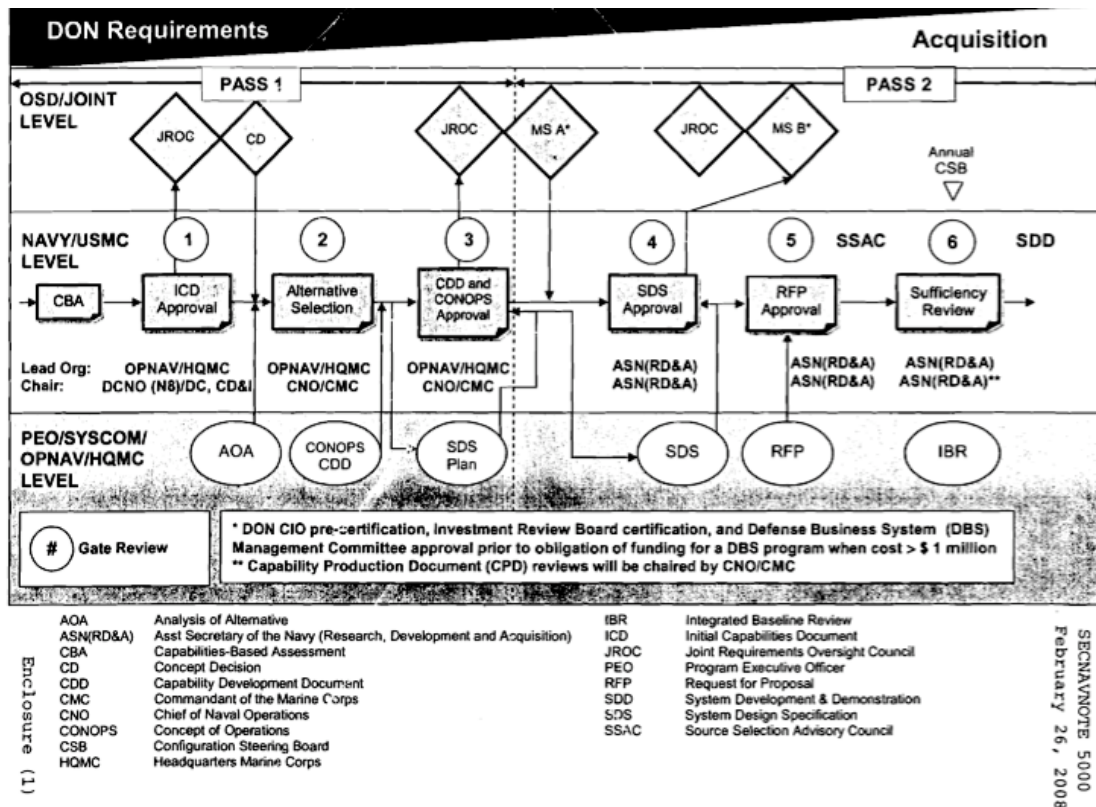 DON Requirements
Acquisition
PASS 1
PASS 2
OSD/JOINT
LEVEL
JROC
CD
JROC
MS A*
JROC
MS B*
Annual
CSB
NAVY/USMC
LEVEL
1
2
3
4
5
SSAC
6
SDD
CBA
ICD
Approval
Alternative
Selection
CDD and
CONOPS
Approval
SDS
Approval
RFP
Approval
Sufficiency
Review
Lead Org:
Chair:
OPNAV/HQMC
DCNO (N8)/DC, CD&I
OPNAV/HQMC
CNO/CMC
OPNAV/HQMC
CNO/CMC
ASN(RD&A)
ASN(RD&A)
ASN(RD&A)
ASN(RD&A)
ASN(RD&A)
ASN(RD&A)**
PEO/SYSCOM/
OPNAV/HQMC
LEVEL
AOA
CONOPS
CDD
SDS
Plan
SDS
RFP
IBR
# Gate Review
* DON CIO pre-certification, Investment Review Board certification, and Defense Business System (DBS)
Management Committee approval prior to obligation of funding for a DBS program when cost > $ 1 million
** Capability Production Document (CPD) reviews will be chaired by CNO/CMC
AOA Analysis of Alternative
ASN(RD&A) Asst Secretary of the Navy (Research, Development and Acquisition)
CBA Capabilities-Based Assessment
CD Concept Decision
CDD Capability Development Document
CMC Commandant of the Marine Corps
CNO Chief of Naval Operations
CONOPS Concept of Operations
CSB Configuration Steering Board
HQMC Headquarters Marine Corps
IBR Integrated Baseline Review
ICD Initial Capabilities Document
JROC Joint Requirements Oversight Council
PEO Program Executive Officer
RFP Request for Proposal
SDD System Development & Demonstration
SDS System Design Specification
SSAC Source Selection Advisory Council
Enclosure (1)
SECNAVNOTE 5000
February 26, 2008